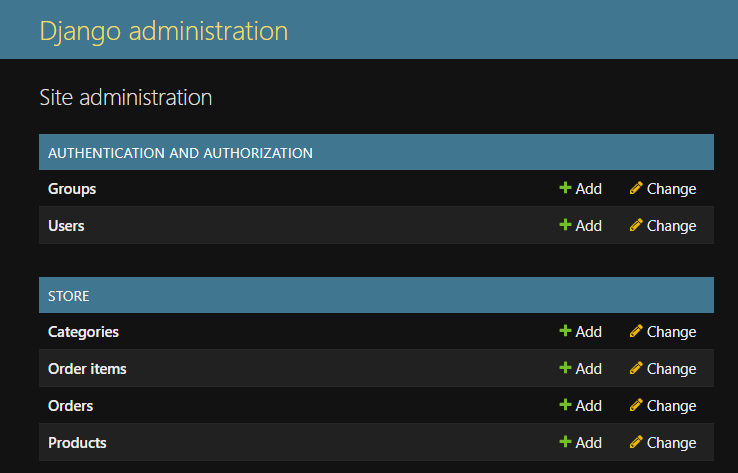 Django administration
Site administration
AUTHENTICATION AND AUTHORIZATION
Groups Add Change
Users Add Change
STORE
Categories Add Change
Order items Add Change
Orders Add Change
Products Add Change